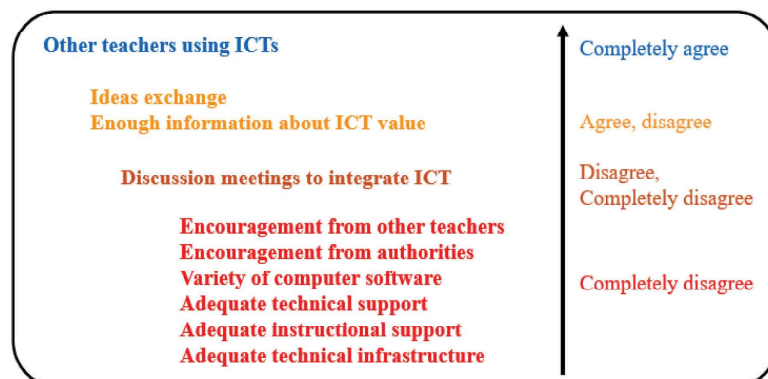 Other teachers using ICTs
Completely agree
Ideas exchange
Enough information about ICT value
Agree, disagree
Discussion meetings to integrate ICT
Disagree,
Completely disagree
Encouragement from other teachers
Encouragement from authorities
Variety of computer software
Adequate technical support
Adequate instructional support
Adequate technical infrastructure
Completely disagree